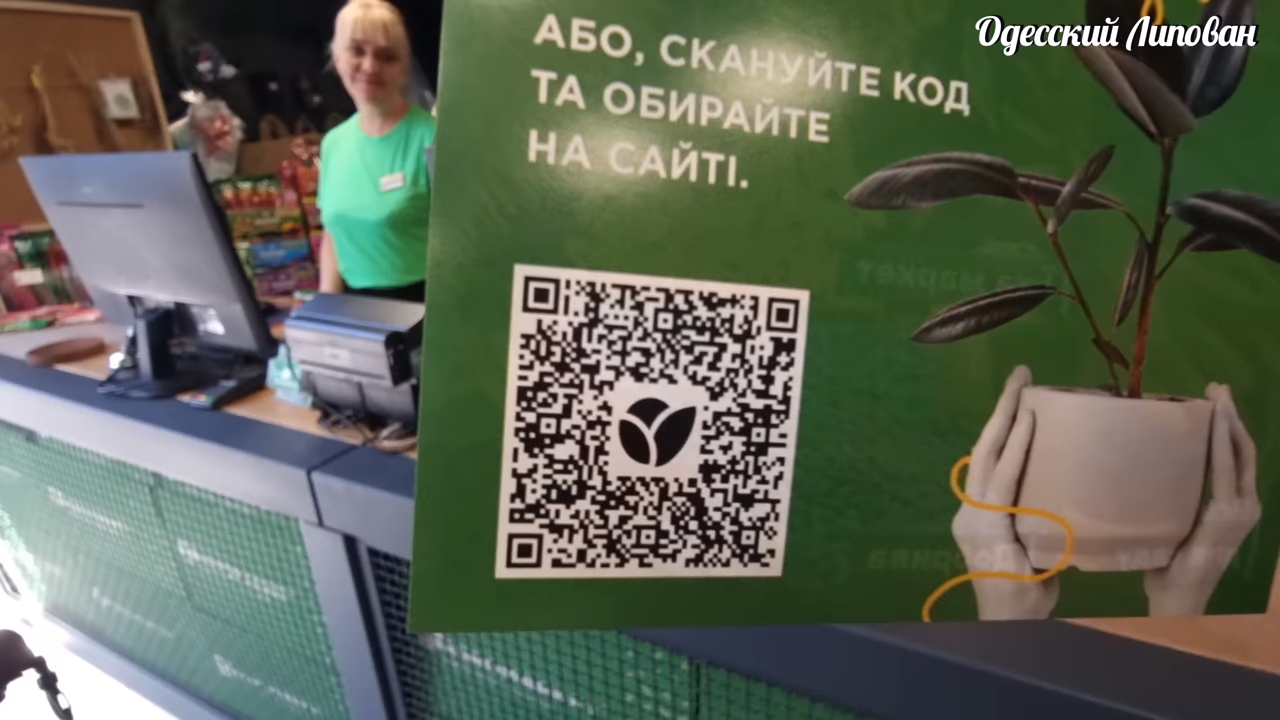 Одесский Липован
АБО, СКАНУЙТЕ КОД
ТА ОБИРАЙТЕ
НА САЙТІ.